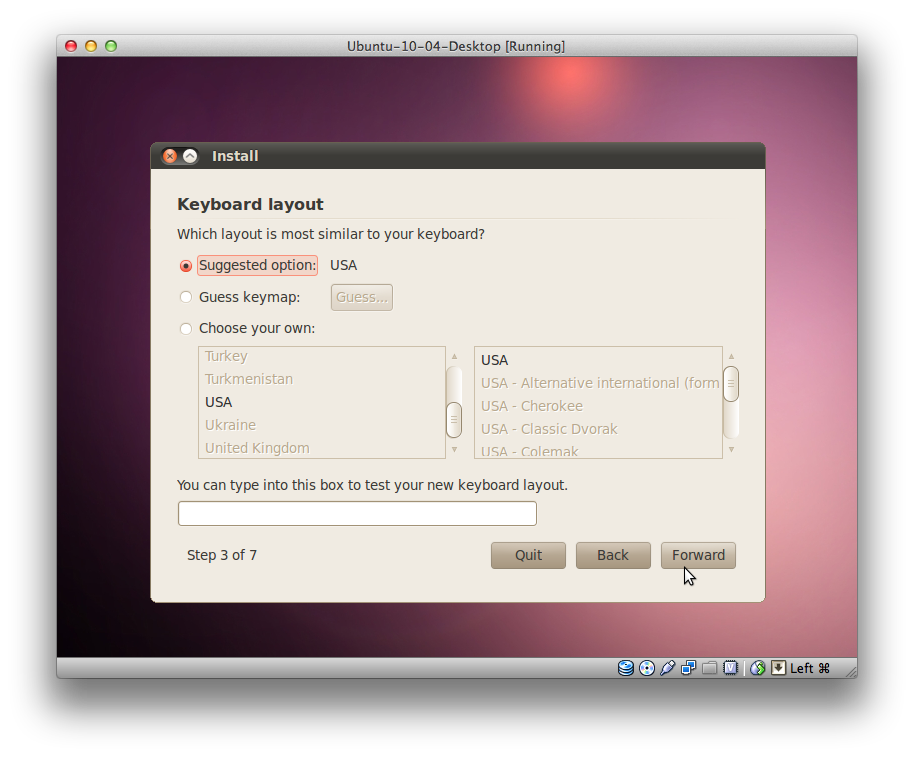 Ubuntu-10-04-Desktop [Running]
Install
Keyboard layout
Which layout is most similar to your keyboard?
Suggested option: USA
Guess keymap: Guess...
Choose your own:
Turkey
Turkmenistan
USA
Ukraine
United Kingdom
USA
USA - Alternative international (form
USA - Cherokee
USA - Classic Dvorak
USA - Colemak
You can type into this box to test your new keyboard layout.
Step 3 of 7
Quit Back Forward
Left ⌘